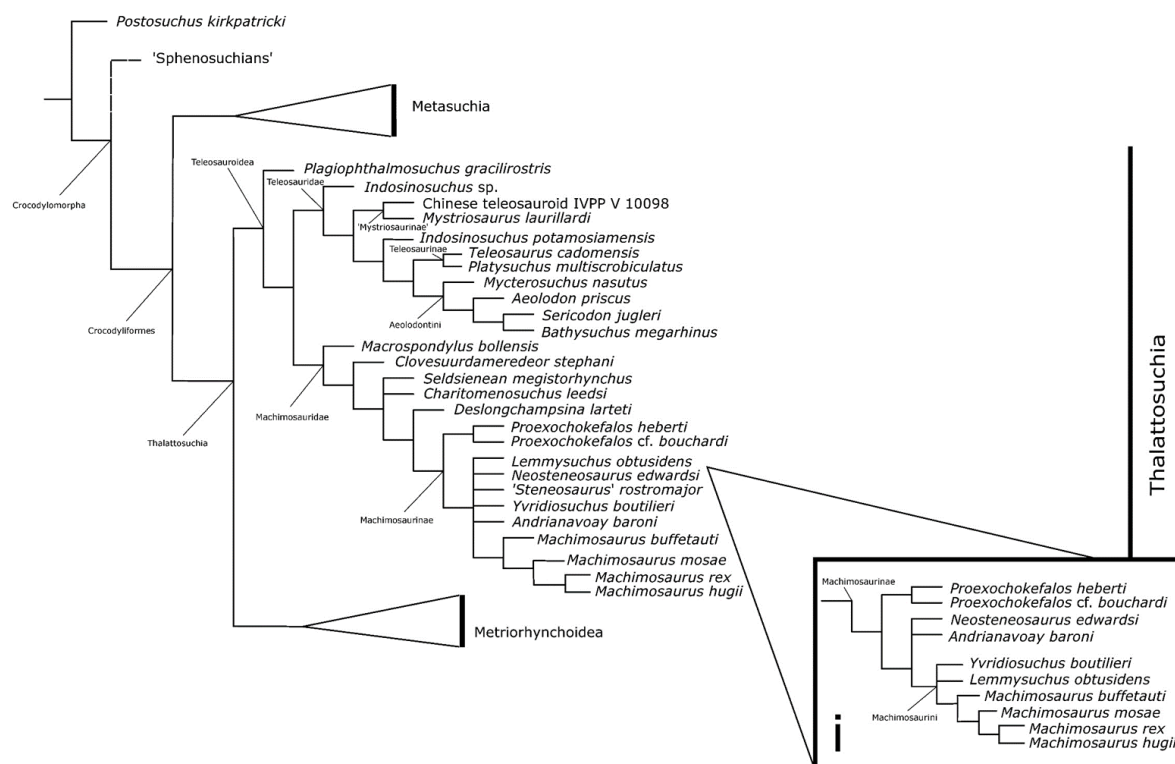 Postosuchus kirkpatricki
'Sphenosuchians'
Metasuchia
Crocodylomorpha
Teleosauroidea
Plagiophthalmosuchus gracilirostris
Teleosauridae
Indosinosuchus sp.
Chinese teleosauroid IVPP V 10098
Mystriosaurus laurillardi
'Mystriosaurinae'
Indosinosuchus potamosiamensis
Teleosaurinae
Teleosaurus cadomensis
Platysuchus multiscrobiculatus
Mycterosuchus nasutus
Aeolodon priscus
Sericodon jugleri
Bathysuchus megarhinus
Aeolodontini
Crocodyliformes
Macrospondylus bollensis
Clovesuurdameredeor stephani
Seldsienean megistorhynchus
Charitomenosuchus leedsi
Deslongchampsina larteti
Machimosauridae
Thalattosuchia
Proexochokefalos heberti
Proexochokefalos cf. bouchardi
Lemmysuchus obtusidens
Neosteneosaurus edwardsi
'Steneosaurus' rostromajor
Yvridiosuchus boutilieri
Andrianavoay baroni
Machimosaurinae
Machimosaurus buffetauti
Machimosaurus mosae
Machimosaurus rex
Machimosaurus hugii
Metriorhynchoidea
Thalattosuchia
Machimosaurinae
Proexochokefalos heberti
Proexochokefalos cf. bouchardi
Neosteneosaurus edwardsi
Andrianavoay baroni
Yvridiosuchus boutilieri
Lemmysuchus obtusidens
Machimosaurini
Machimosaurus buffetauti
Machimosaurus mosae
Machimosaurus rex
Machimosaurus hugii
i